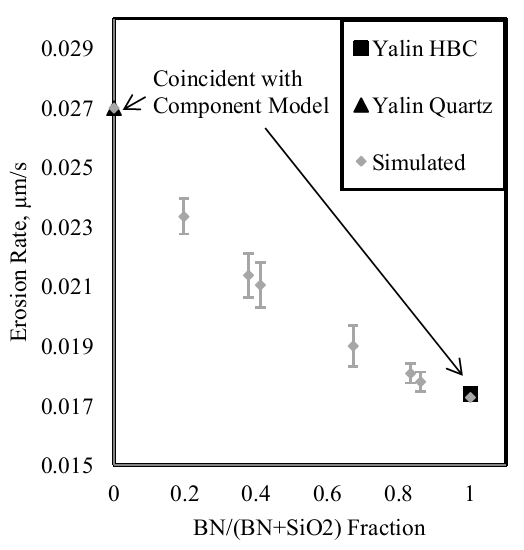 0.029
0.027
0.025
0.023
0.021
0.019
0.017
0.015
Erosion Rate, μm/s
Coincident with
Component Model
Yalin HBC
Yalin Quartz
Simulated
0 0.2 0.4 0.6 0.8 1
BN/(BN+SiO2) Fraction